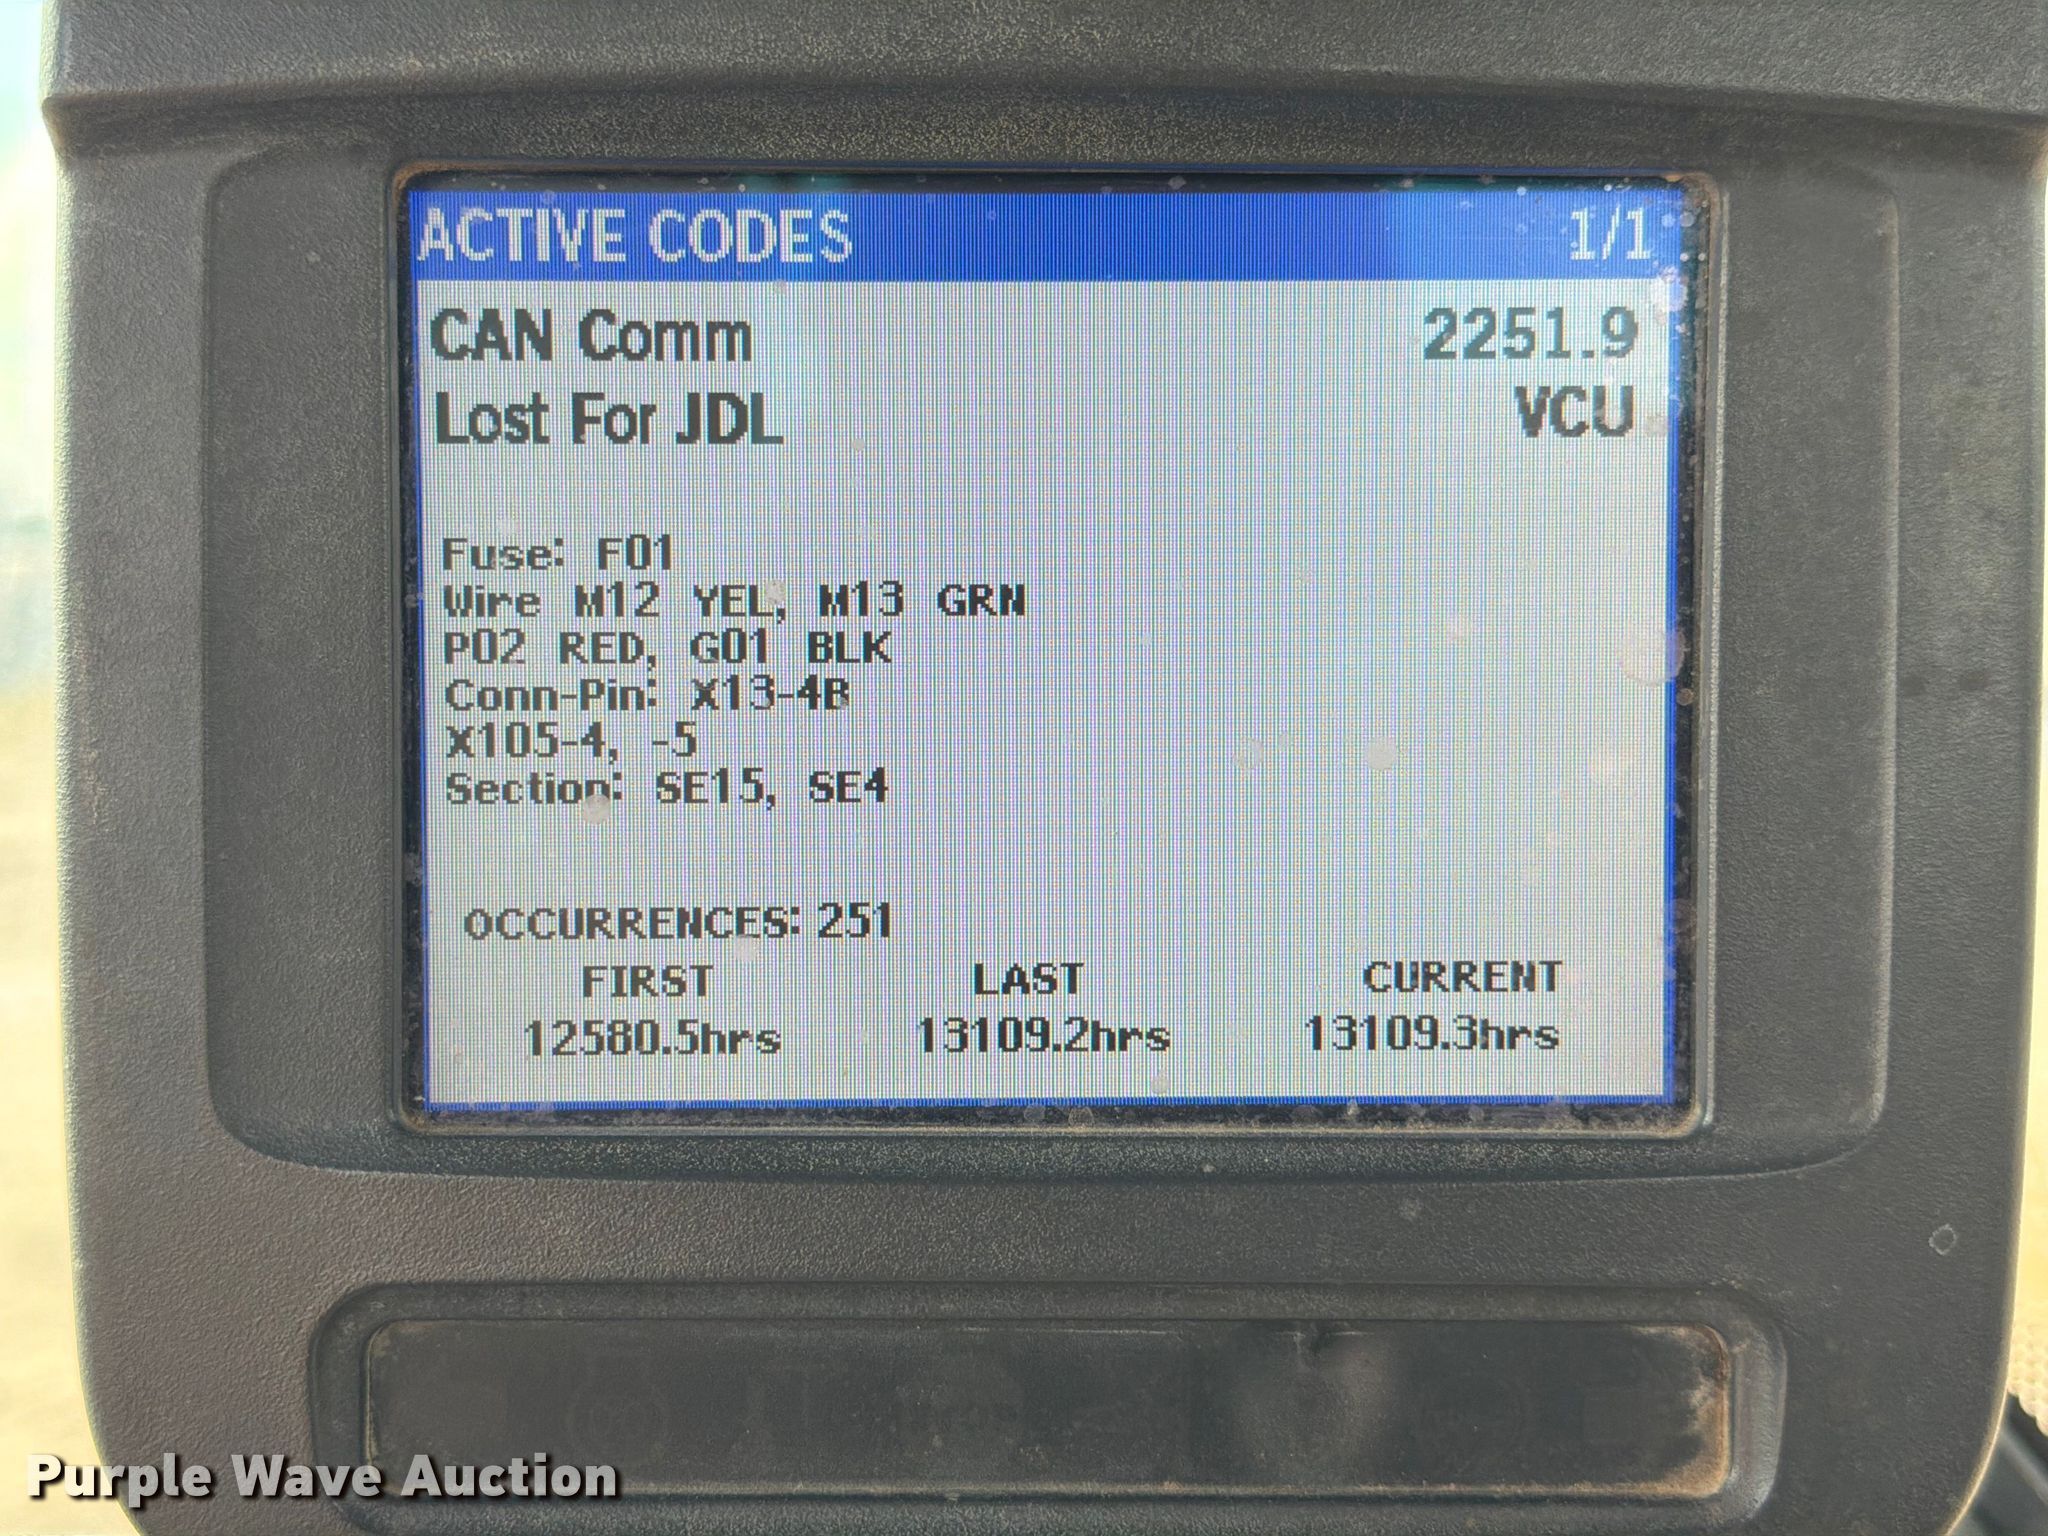 ACTIVE CODES 1/1
CAN Comm 2251.9
Lost For JDL VCU
Fuse: F01
Wire M12 YEL, M13 GRN
P02 RED, G01 BLK
Conn-Pin: X13-4B
X105-4, -5
Section: SE15, SE4
OCCURRENCES: 251
FIRST LAST CURRENT
12580.5hrs 13109.2hrs 13109.3hrs
Purple Wave Auction